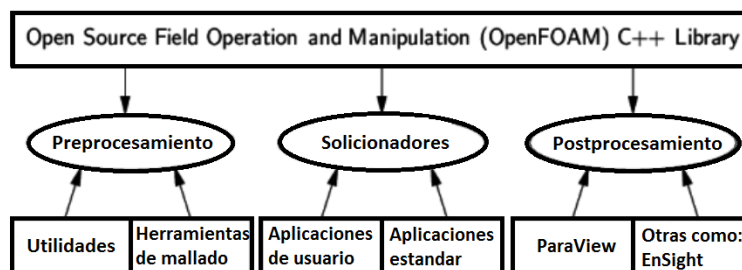 Open Source Field Operation and Manipulation (OpenFOAM) C++ Library
Preprocesamiento
Solicionadores
Postprocesamiento
Utilidades
Herramientas
de mallado
Aplicaciones
de usuario
Aplicaciones
estandar
ParaView
Otras como:
EnSight